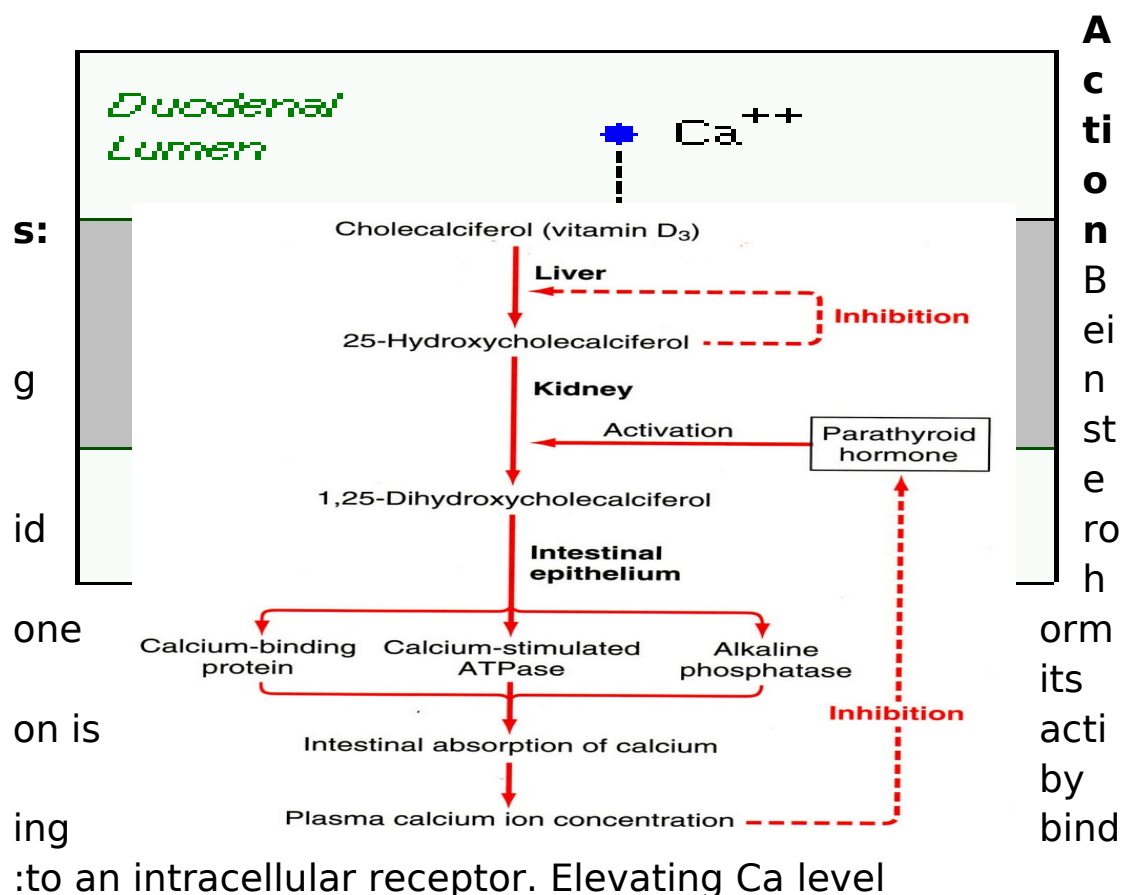 Actions:
Being steroid hormone its action is by binding
to an intracellular receptor. Elevating Ca level:
Duodenal
Lumen
Ca++
Cholecalciferol (vitamin D3)
Liver
Inhibition
25-Hydroxycholecalciferol
Kidney
Activation
Parathyroid
hormone
1,25-Dihydroxycholecalciferol
Intestinal
epithelium
Calcium-binding
protein
Calcium-stimulated
ATPase
Alkaline
phosphatase
Inhibition
Intestinal absorption of calcium
Plasma calcium ion concentration